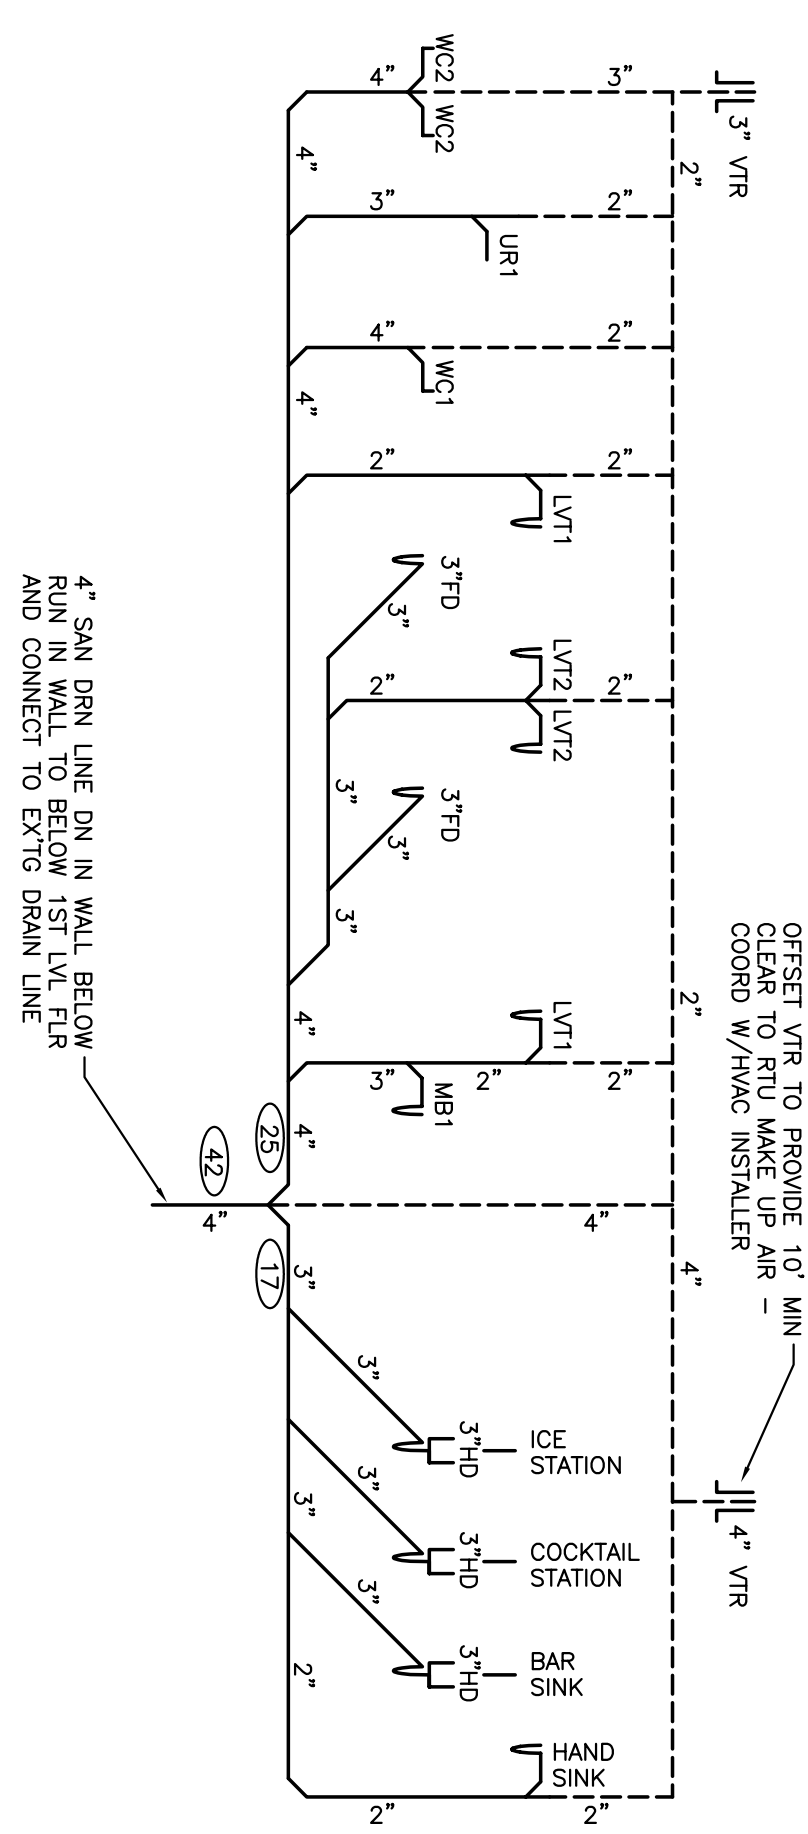 OFFSET VTR TO PROVIDE 10' MIN
CLEAR TO RTU MAKE UP AIR –
COORD W/HVAC INSTALLER
3" VTR
4" VTR
2"
2"
4"
3"
2"
2"
2"
2"
2"
4"
2"
WC2
WC2
UR1
WC1
LVT1
LVT2
LVT2
LVT1
MB1
3"FD
3"FD
ICE
STATION
COCKTAIL
STATION
BAR
SINK
HAND
SINK
3"HD
3"HD
3"HD
4"
3"
4"
2"
3"
2"
3"
3"
2"
3"
3"
3"
2"
3"
3"
4"
4"
4"
4"
3"
3"
2"
25
17
42
4"
4" SAN DRN LINE DN IN WALL BELOW
RUN IN WALL TO BELOW 1ST LVL FLR
AND CONNECT TO EX'TG DRAIN LINE